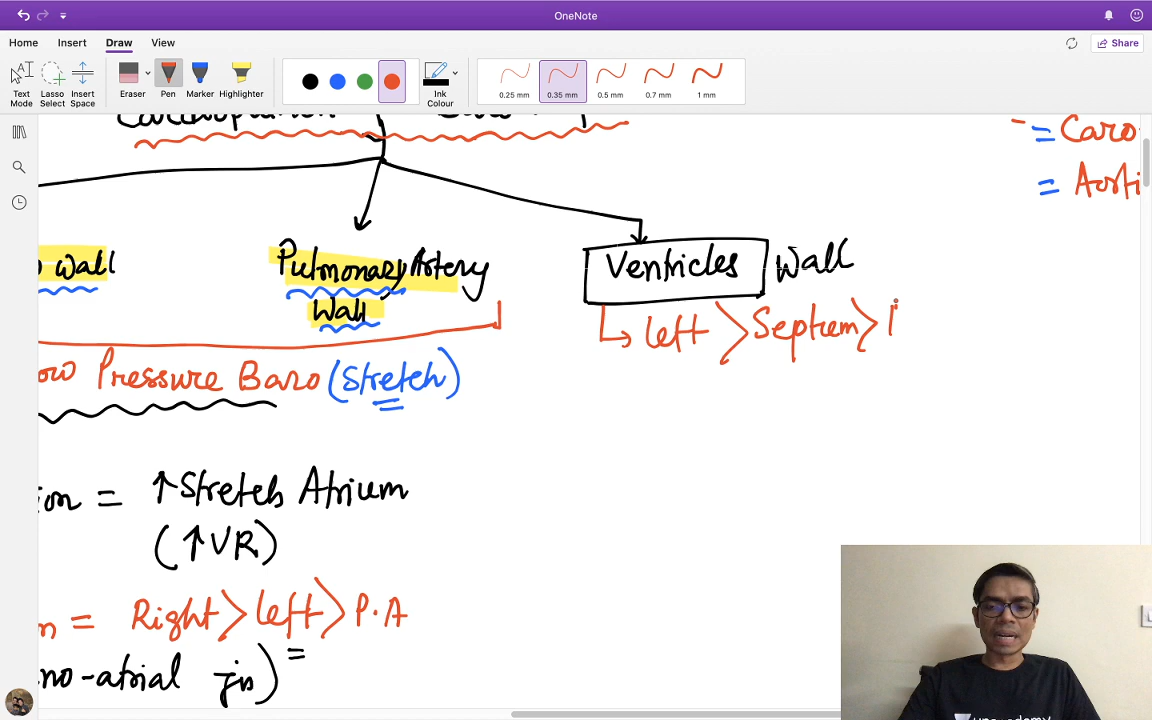 OneNote
Home Insert Draw View
Share
Text Mode
Lasso Select
Insert Space
Eraser
Pen
Marker
Highlighter
Ink Colour
0.25 mm
0.35 mm
0.5 mm
0.7 mm
1 mm
= Caro
= Aorti
Wall
Pulmonary Artery
Wall
Ventricles Wall
↳ left > Septum >
ow Pressure Baro (Stretch)
ion = ↑Stretch Atrium
(↑VR)
n = Right > left > P.A
no-atrial jn) =